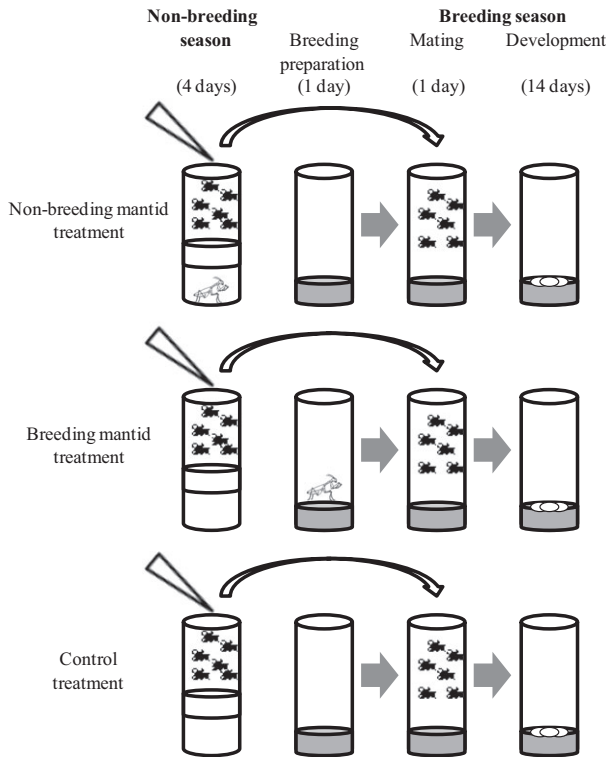 Non-breeding
season
(4 days)
Breeding season
Breeding
preparation
(1 day)
Mating
(1 day)
Development
(14 days)
Non-breeding mantid
treatment
Breeding mantid
treatment
Control
treatment